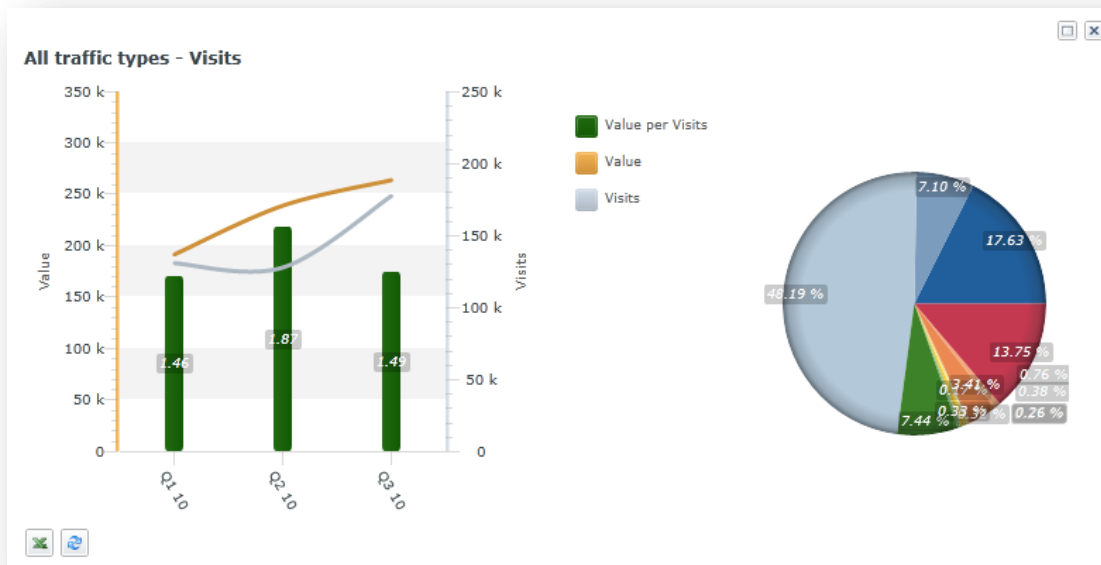 All traffic types - Visits
350 k
300 k
250 k
200 k
150 k
100 k
50 k
0
Value
1.46
1.87
1.49
Q1 10
Q2 10
Q3 10
250 k
200 k
150 k
100 k
50 k
0
Visits
Value per Visits
Value
Visits
7.10 %
17.63 %
48.19 %
13.75 %
0.76 %
3.41 %
0.38 %
0.33 %
0.26 %
7.44 %